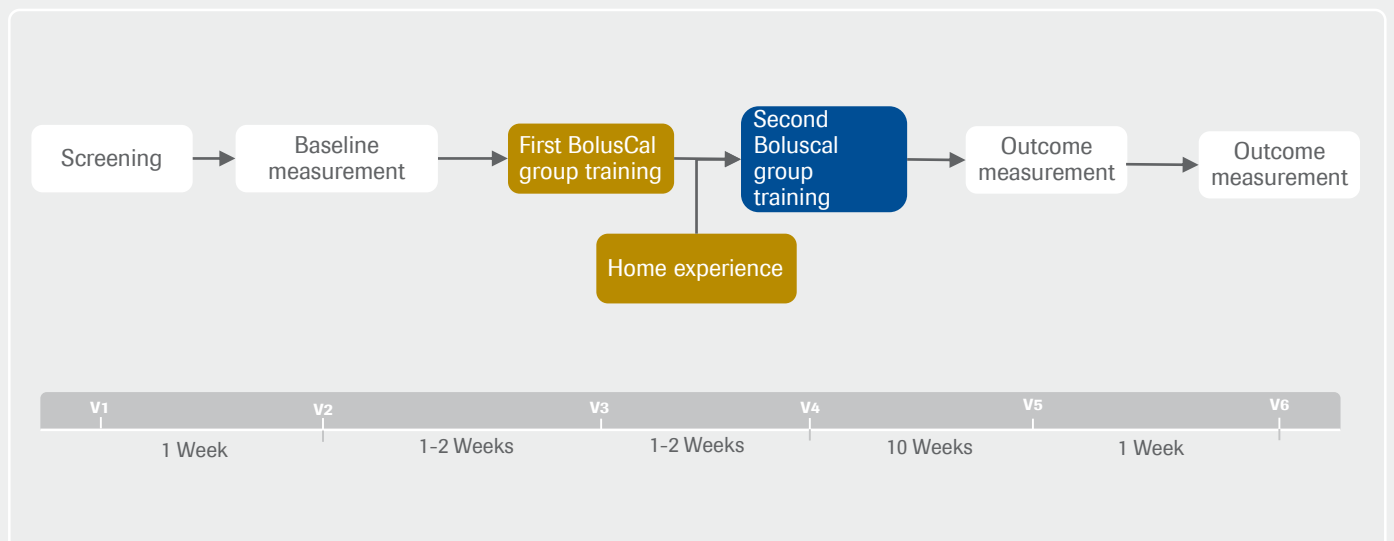 Screening
Baseline
measurement
First BolusCal
group training
Second
Boluscal
group
training
Outcome
measurement
Outcome
measurement
Home experience
V1
V2
V3
V4
V5
V6
1 Week
1-2 Weeks
1-2 Weeks
10 Weeks
1 Week